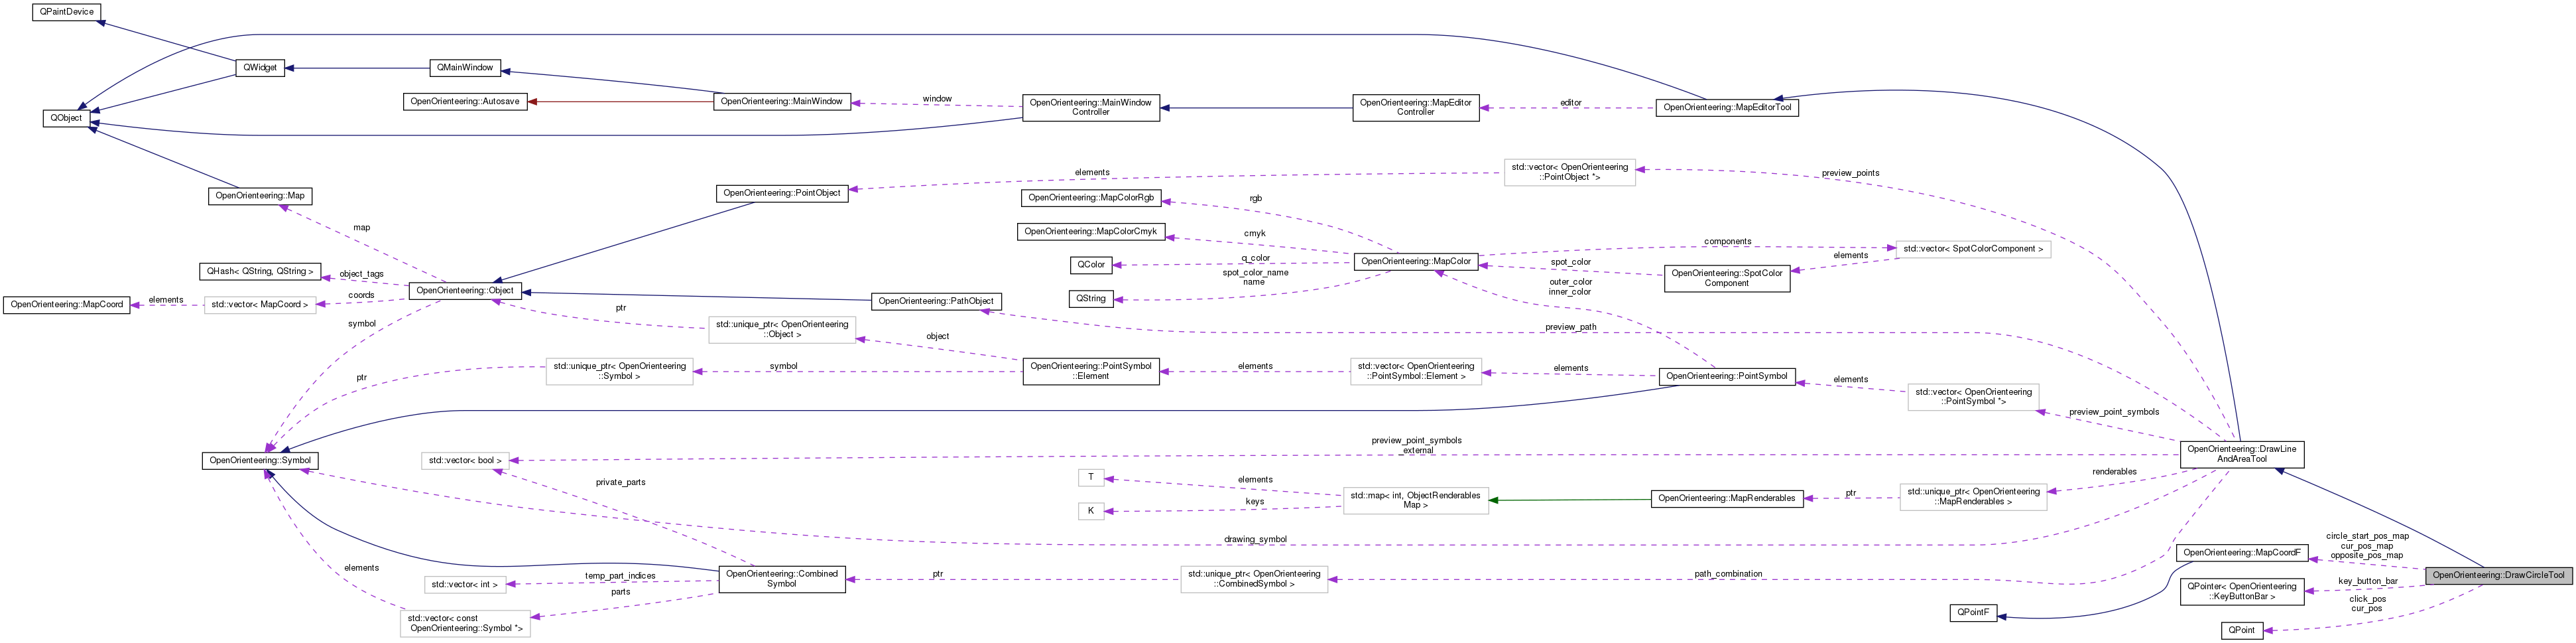 QPaintDevice
QWidget
QMainWindow
OpenOrienteering::Autosave
OpenOrienteering::MainWindow
window
OpenOrienteering::MainWindow
Controller
OpenOrienteering::MapEditor
Controller
editor
OpenOrienteering::MapEditorTool
QObject
std::vector< OpenOrienteering
::PointObject *>
preview_points
elements
OpenOrienteering::Map
OpenOrienteering::PointObject
OpenOrienteering::MapColorRgb
rgb
map
OpenOrienteering::MapColorCmyk
cmyk
components
std::vector< SpotColorComponent >
elements
QHash< QString, QString >
object_tags
QColor
q_color
OpenOrienteering::MapColor
spot_color
OpenOrienteering::SpotColor
Component
OpenOrienteering::MapCoord
elements
std::vector< MapCoord >
coords
OpenOrienteering::Object
OpenOrienteering::PathObject
QString
spot_color_name
name
outer_color
inner_color
symbol
ptr
std::unique_ptr< OpenOrienteering
::Object >
object
preview_path
ptr
std::unique_ptr< OpenOrienteering
::Symbol >
symbol
OpenOrienteering::PointSymbol
::Element
elements
std::vector< OpenOrienteering
::PointSymbol::Element >
elements
OpenOrienteering::PointSymbol
elements
std::vector< OpenOrienteering
::PointSymbol *>
preview_point_symbols
OpenOrienteering::Symbol
std::vector< bool >
preview_point_symbols
_external
OpenOrienteering::DrawLine
AndAreaTool
private_parts
T
elements
K
keys
std::map< int, ObjectRenderables
Map >
OpenOrienteering::MapRenderables
ptr
std::unique_ptr< OpenOrienteering
::MapRenderables >
renderables
drawing_symbol
elements
std::vector< int >
temp_part_indices
parts
OpenOrienteering::Combined
Symbol
ptr
std::unique_ptr< OpenOrienteering
::CombinedSymbol >
path_combination
std::vector< const
OpenOrienteering::Symbol *>
OpenOrienteering::MapCoordF
circle_start_pos_map
cur_pos_map
opposite_pos_map
OpenOrienteering::DrawCircleTool
QPointer< OpenOrienteering
::KeyButtonBar >
key_button_bar
QPointF
click_pos
cur_pos
QPoint